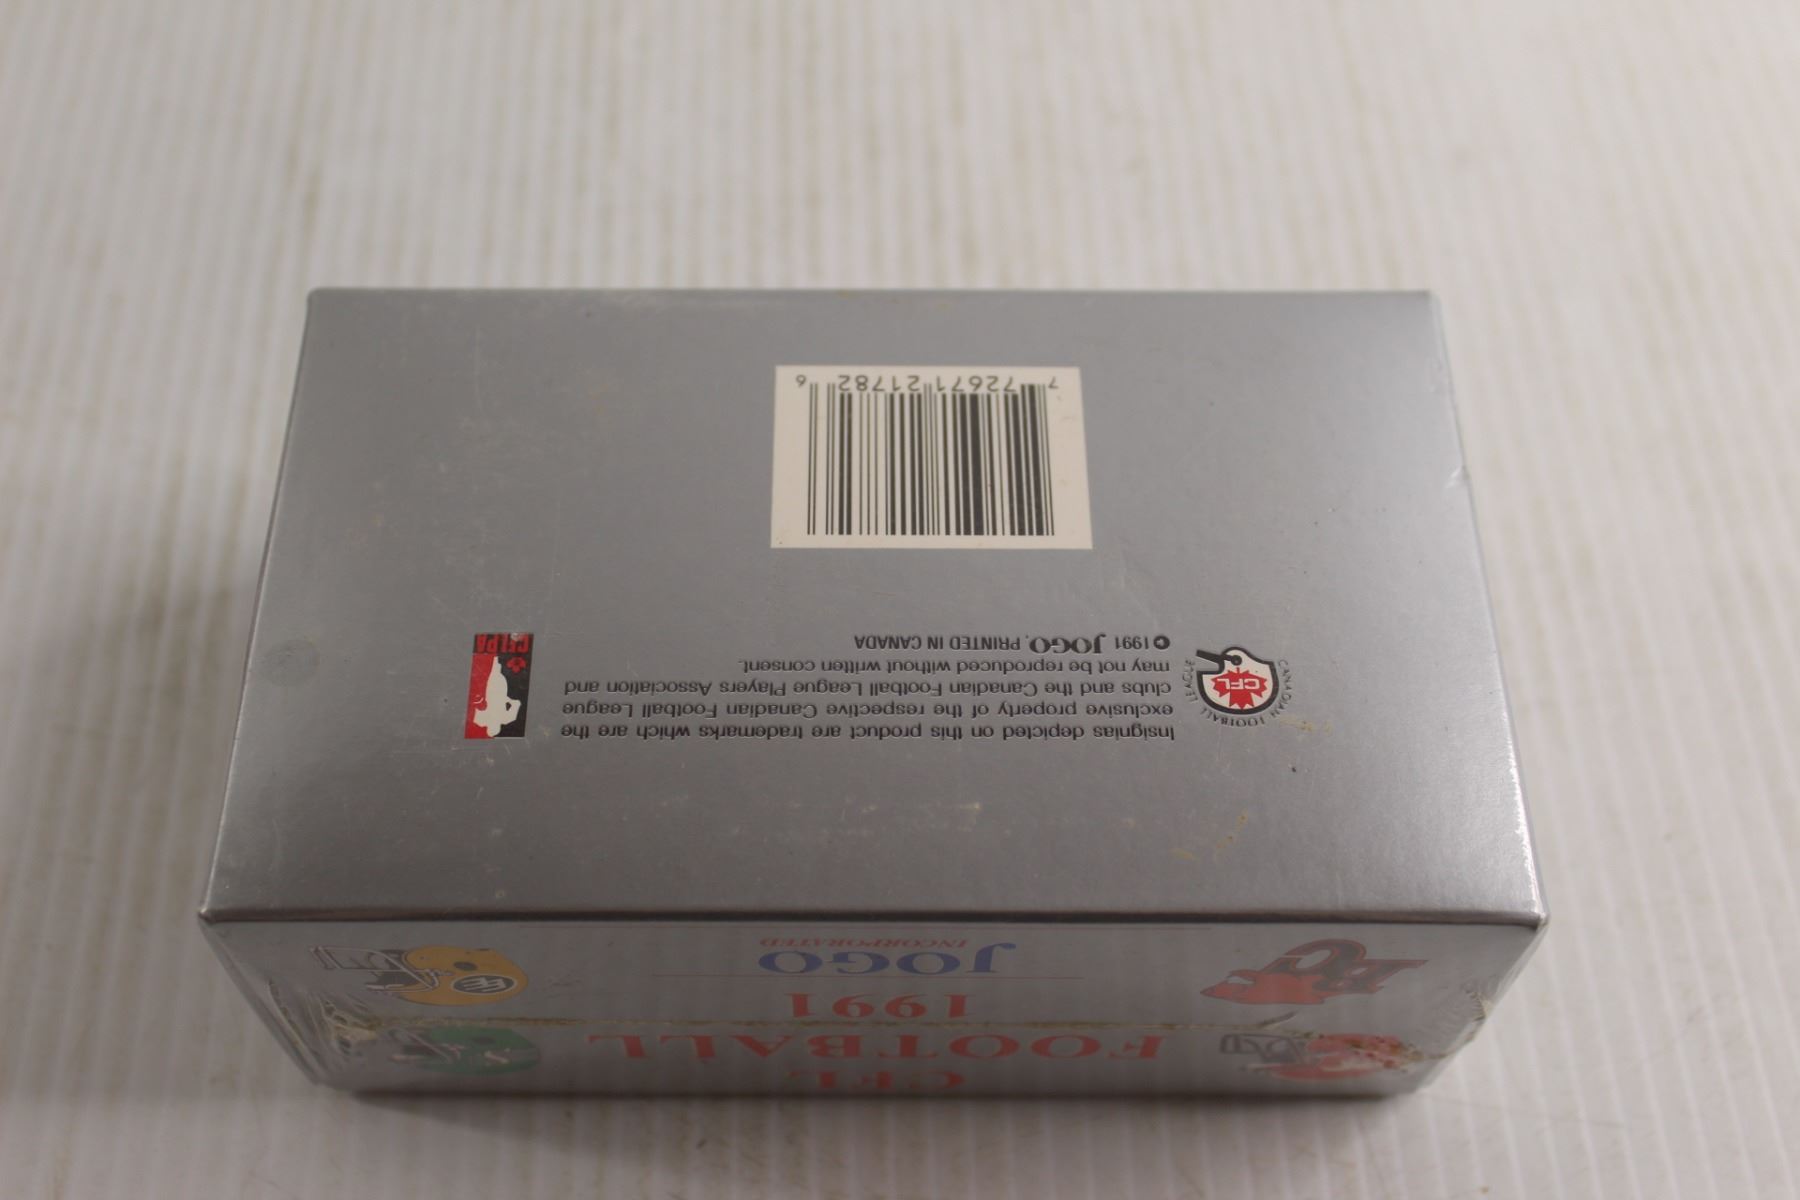 CFL
FOOTBALL
1991
JOGO
INCORPORATED
CANADIAN FOOTBALL LEAGUE
CFL
Insignias depicted on this product are trademarks which are the
exclusive property of the respective Canadian Football League
clubs and the Canadian Football League Players Association and
may not be reproduced without written consent.
©1991 JOGO. PRINTED IN CANADA
CFLPA
7 72671 21782 6